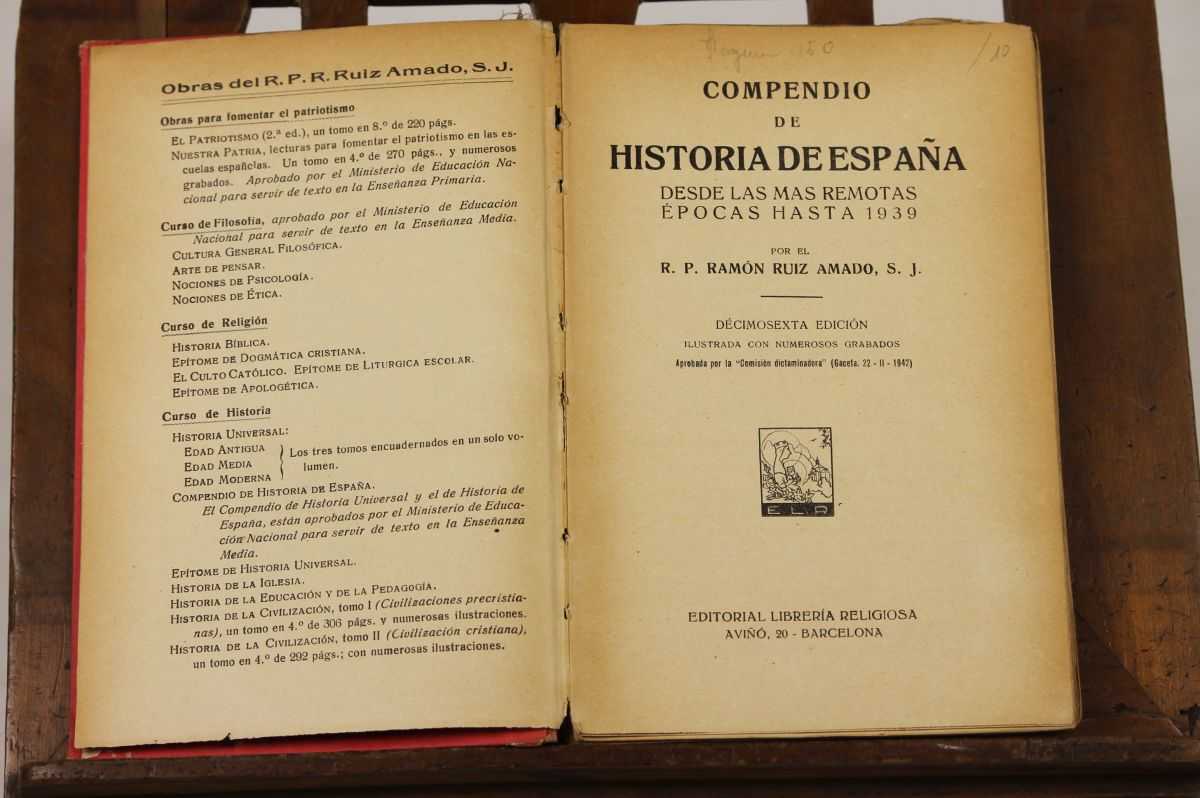 Obras del R. P. R. Ruiz Amado, S. J.
Obras para fomentar el patriotismo
El Patriotismo (2.ª ed.), un tomo en 8.º de 220 págs.
Nuestra Patria, lecturas para fomentar el patriotismo en las es-
cuelas españolas. Un tomo en 4.º de 270 págs., y numerosos
grabados. Aprobado por el Ministerio de Educación Na-
cional para servir de texto en la Enseñanza Primaria.
Curso de Filosofía, aprobado por el Ministerio de Educación
Nacional para servir de texto en la Enseñanza Media.
Cultura General Filosófica.
Arte de pensar.
Nociones de Psicología.
Nociones de Ética.
Curso de Religión
Historia Bíblica.
Epítome de Dogmática cristiana.
El Culto Católico. Epítome de Liturgica escolar.
Epítome de Apologética.
Curso de Historia
Historia Universal:
Edad Antigua
Edad Media
Edad Moderna
Los tres tomos encuadernados en un solo vo-
lumen.
Compendio de Historia de España.
El Compendio de Historia Universal y el de Historia de
España, están aprobados por el Ministerio de Educa-
ción Nacional para servir de texto en la Enseñanza
Media.
Epítome de Historia Universal.
Historia de la Iglesia.
Historia de la Educación y de la Pedagogía.
Historia de la Civilización, tomo I (Civilizaciones precristia-
nas), un tomo en 4.º de 306 págs. y numerosas ilustraciones.
Historia de la Civilización, tomo II (Civilización cristiana),
un tomo en 4.º de 292 págs.; con numerosas ilustraciones.
/10
COMPENDIO
DE
HISTORIA DE ESPAÑA
DESDE LAS MAS REMOTAS
ÉPOCAS HASTA 1939
POR EL
R. P. RAMÓN RUIZ AMADO, S. J.
DÉCIMOSEXTA EDICIÓN
ILUSTRADA CON NUMEROSOS GRABADOS
Aprobada por la "Comisión dictaminadora" (Gaceta. 22 - II - 1942)
E L R
EDITORIAL LIBRERÍA RELIGIOSA
AVIÑÓ, 20 - BARCELONA